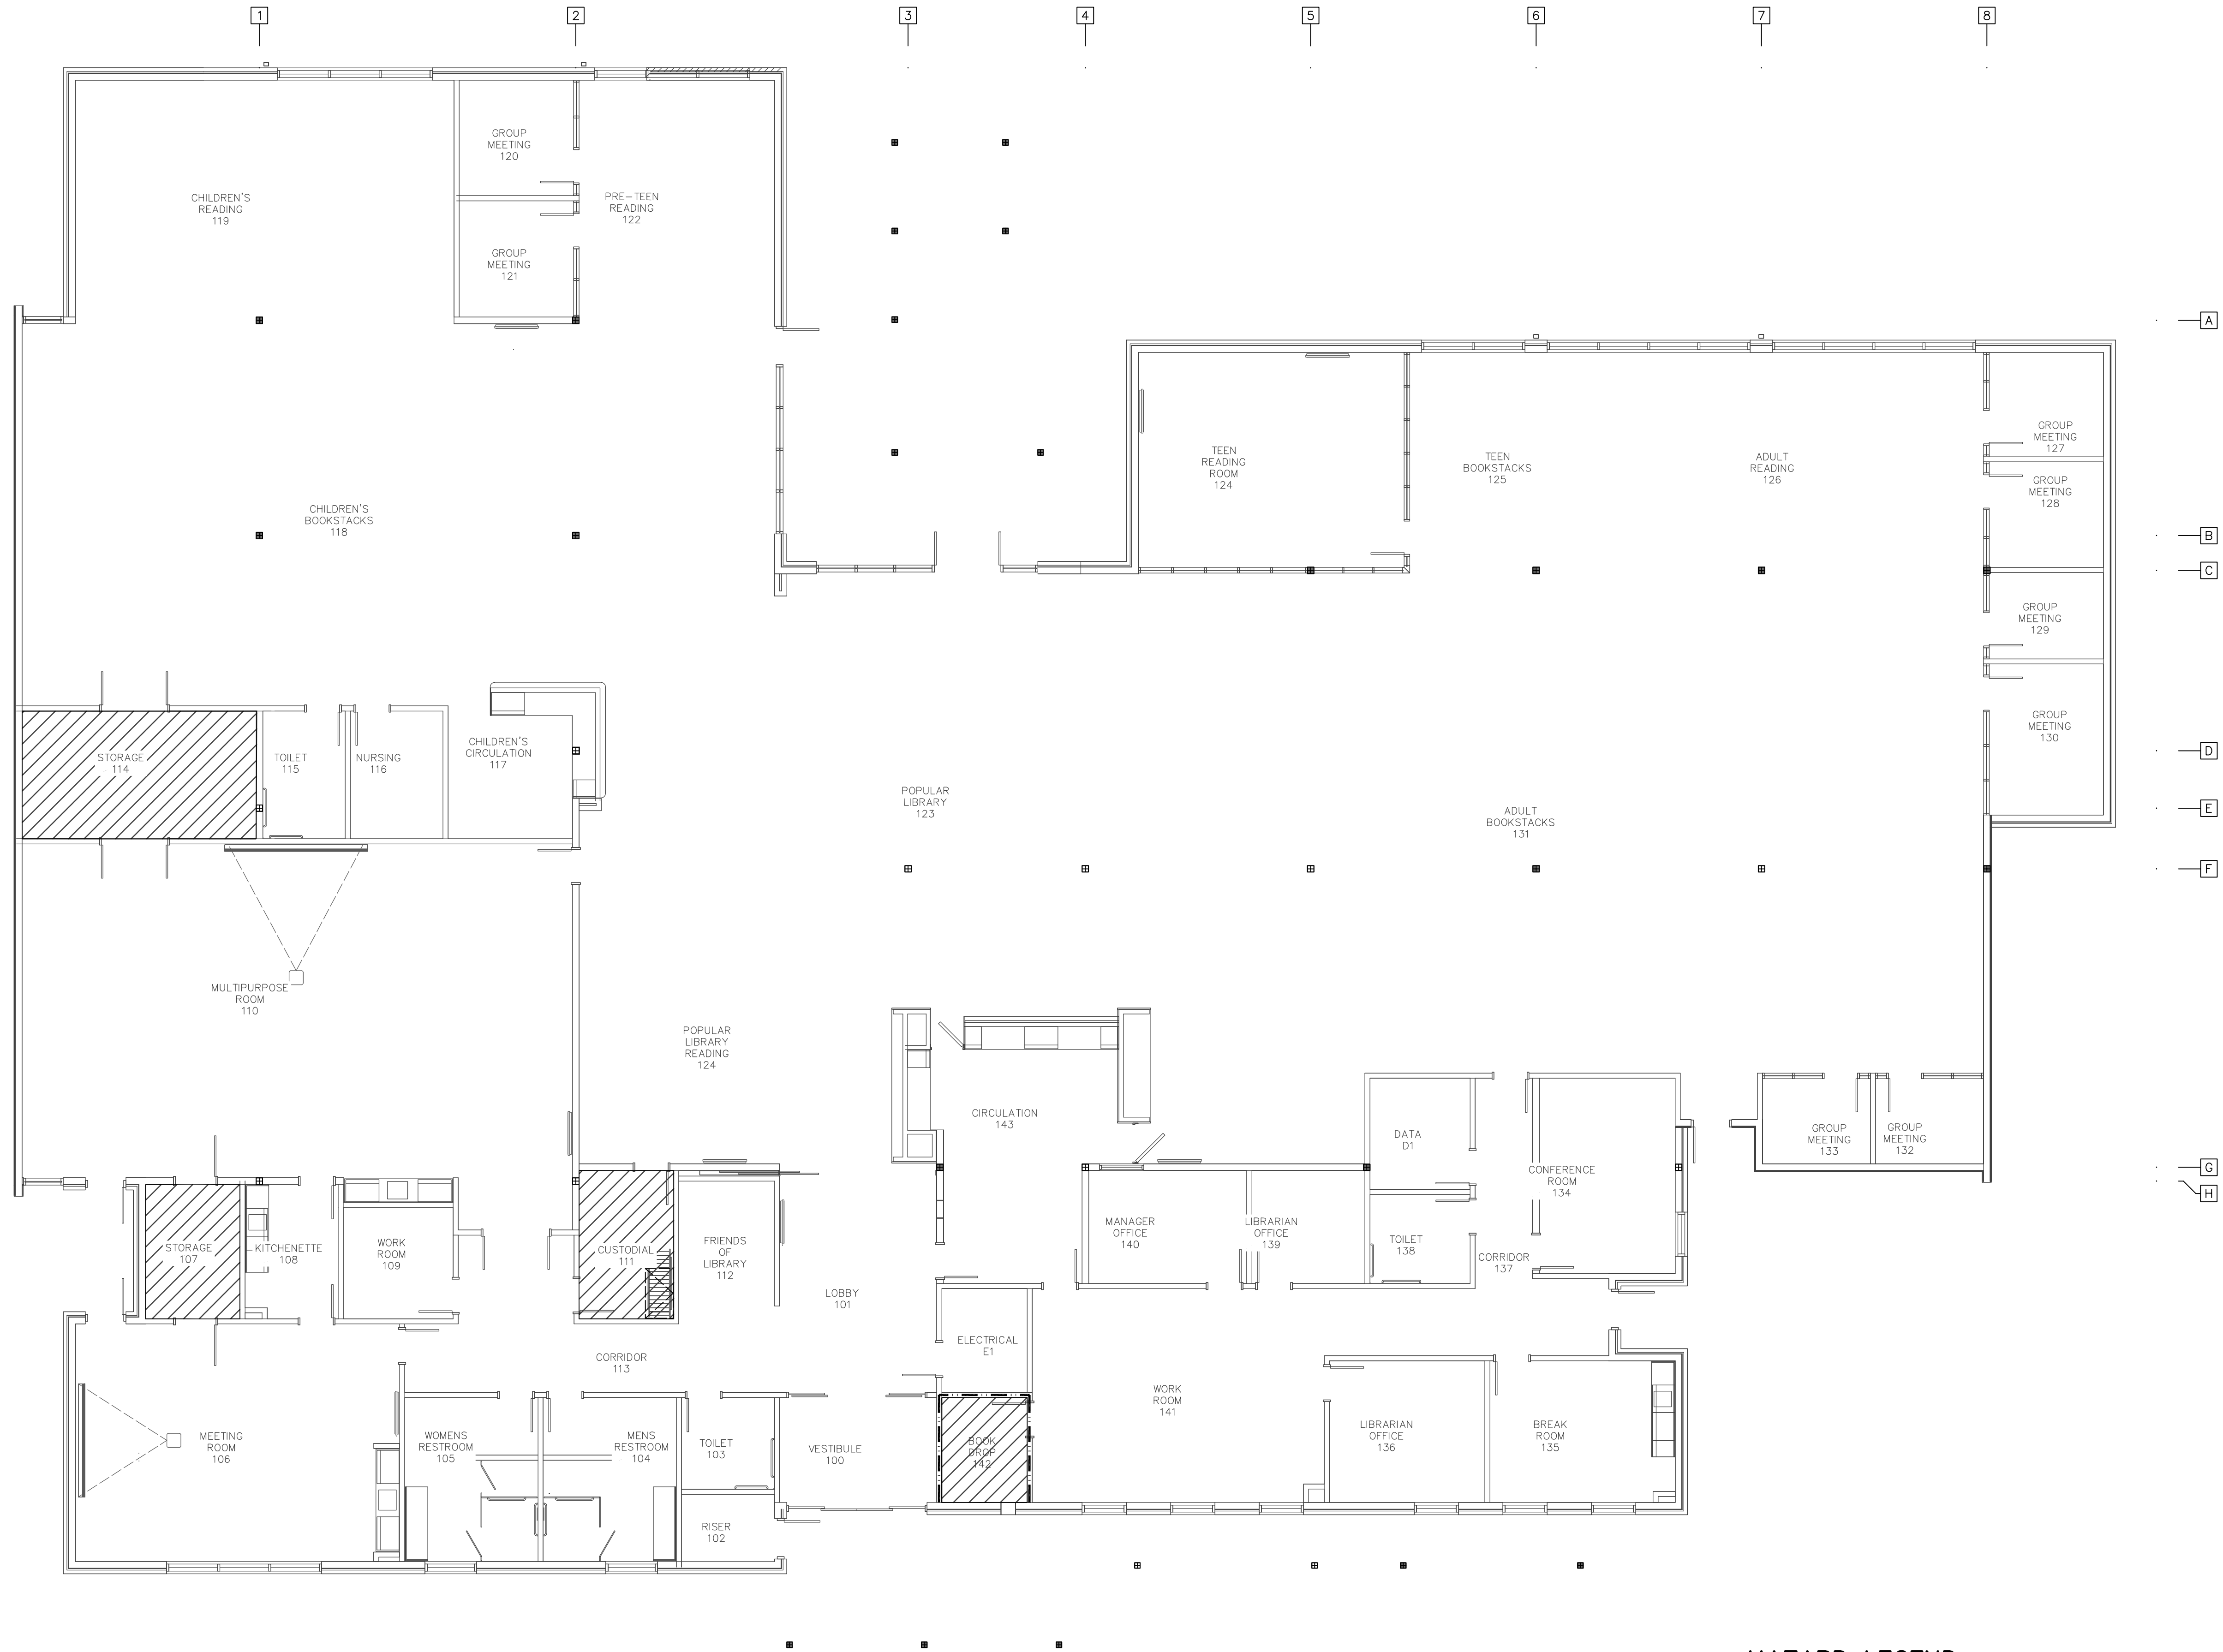 1
2
3
4
5
6
7
8
GROUP
MEETING
120
CHILDREN'S
READING
119
PRE-TEEN
READING
122
GROUP
MEETING
121
A
GROUP
MEETING
127
TEEN
READING
ROOM
124
TEEN
BOOKSTACKS
125
ADULT
READING
126
GROUP
MEETING
128
CHILDREN'S
BOOKSTACKS
118
B
C
GROUP
MEETING
129
GROUP
MEETING
130
STORAGE
114
TOILET
115
NURSING
116
CHILDREN'S
CIRCULATION
117
D
POPULAR
LIBRARY
123
ADULT
BOOKSTACKS
131
E
F
MULTIPURPOSE
ROOM
110
POPULAR
LIBRARY
READING
124
CIRCULATION
143
DATA
D1
GROUP
MEETING
133
GROUP
MEETING
132
CONFERENCE
ROOM
134
G
H
STORAGE
107
KITCHENETTE
108
WORK
ROOM
109
CUSTODIAL
111
FRIENDS
OF
LIBRARY
112
MANAGER
OFFICE
140
LIBRARIAN
OFFICE
139
TOILET
138
CORRIDOR
137
LOBBY
101
ELECTRICAL
E1
CORRIDOR
113
MEETING
ROOM
106
WOMENS
RESTROOM
105
MENS
RESTROOM
104
TOILET
103
VESTIBULE
100
BOOK
DROP
142
WORK
ROOM
141
LIBRARIAN
OFFICE
136
BREAK
ROOM
135
RISER
102
HAZARD LEGEND